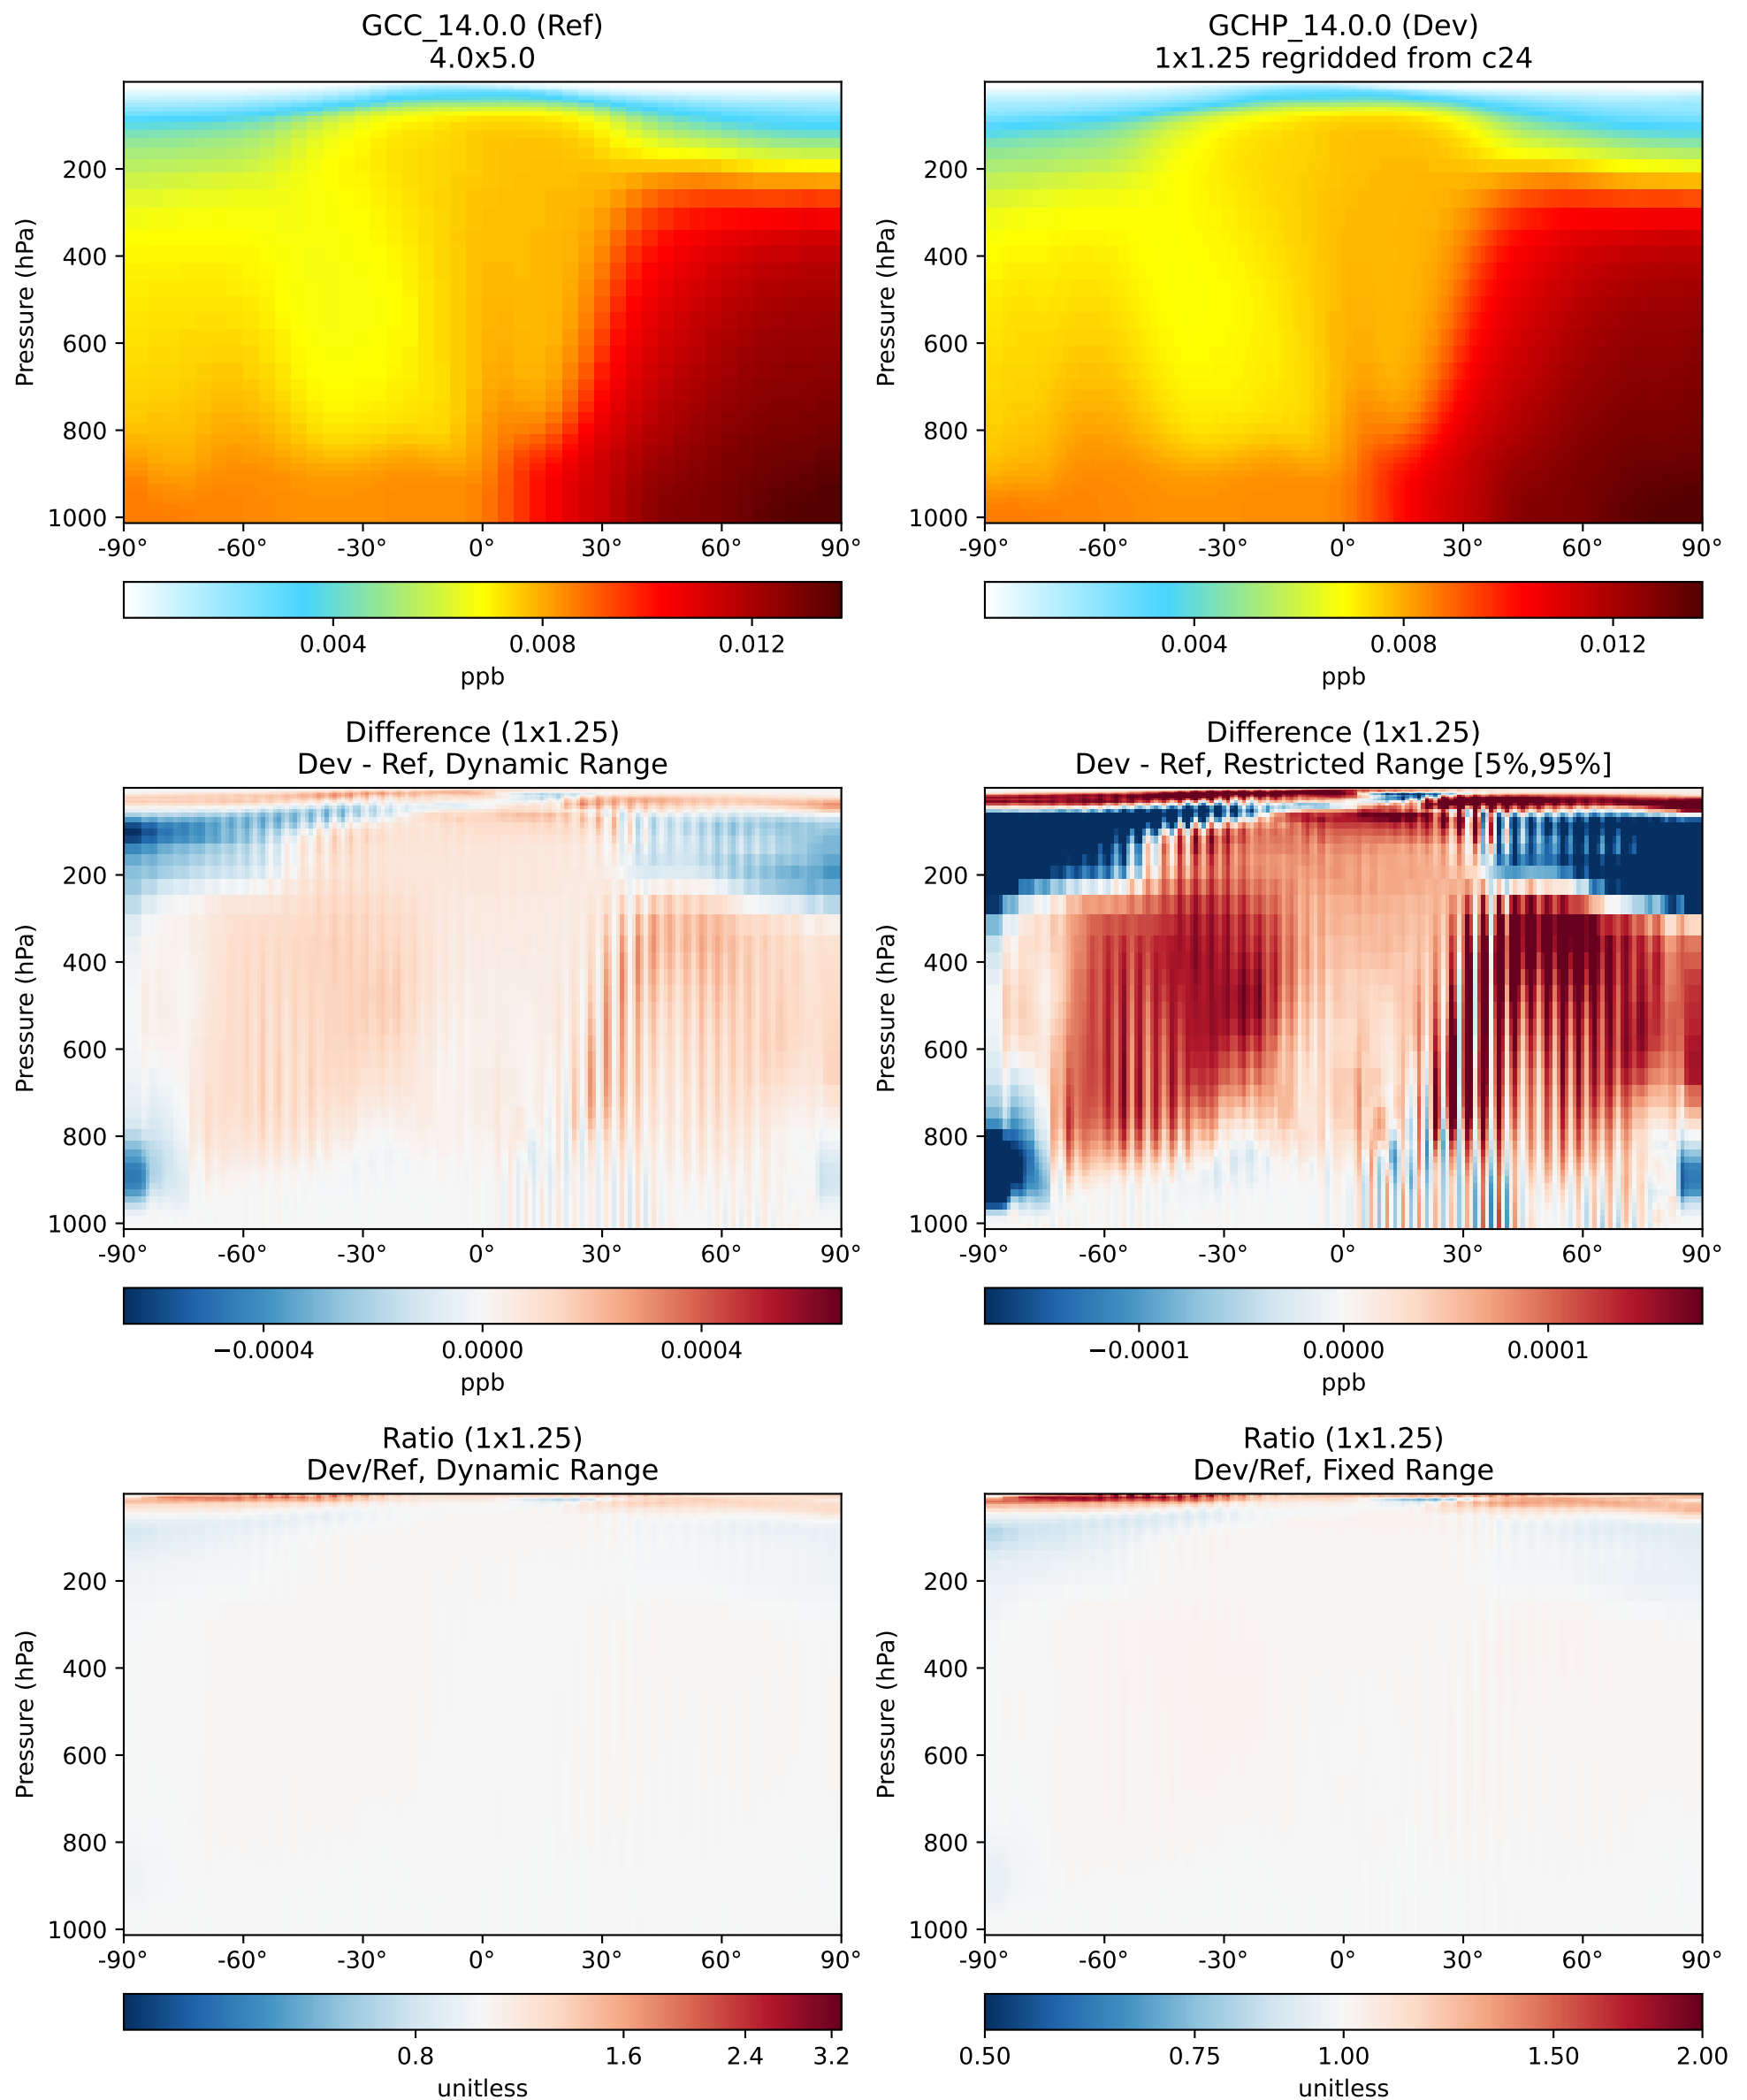 GCC_14.0.0 (Ref)
4.0x5.0
Pressure (hPa)
200
400
600
800
1000
-90° -60° -30° 0° 30° 60° 90°
0.004 0.008 0.012
ppb
GCHP_14.0.0 (Dev)
1x1.25 regridded from c24
Pressure (hPa)
200
400
600
800
1000
-90° -60° -30° 0° 30° 60° 90°
0.004 0.008 0.012
ppb
Difference (1x1.25)
Dev - Ref, Dynamic Range
Pressure (hPa)
200
400
600
800
1000
-90° -60° -30° 0° 30° 60° 90°
−0.0004 0.0000 0.0004
ppb
Difference (1x1.25)
Dev - Ref, Restricted Range [5%,95%]
Pressure (hPa)
200
400
600
800
1000
-90° -60° -30° 0° 30° 60° 90°
−0.0001 0.0000 0.0001
ppb
Ratio (1x1.25)
Dev/Ref, Dynamic Range
Pressure (hPa)
200
400
600
800
1000
-90° -60° -30° 0° 30° 60° 90°
0.8 1.6 2.4 3.2
unitless
Ratio (1x1.25)
Dev/Ref, Fixed Range
Pressure (hPa)
200
400
600
800
1000
-90° -60° -30° 0° 30° 60° 90°
0.50 0.75 1.00 1.50 2.00
unitless